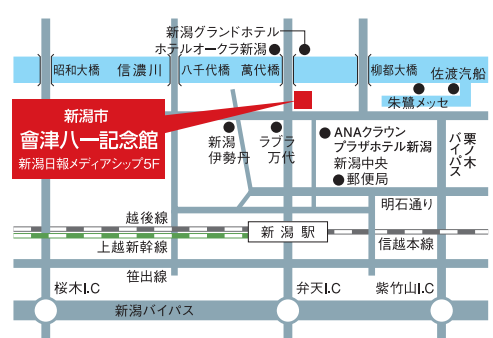 新潟グランドホテル
ホテルオークラ新潟
昭和大橋
信濃川
八千代橋
萬代橋
柳都大橋
佐渡汽船
朱鷺メッセ
新潟市
會津八一記念館
新潟日報メディアシップ5F
新潟
伊勢丹
ラブラ
万代
ANAクラウン
プラザホテル新潟
新潟中央
郵便局
栗ノ木
バイパス
明石通り
越後線
上越新幹線
新潟駅
信越本線
笹出線
桜木I.C
弁天I.C
紫竹山I.C
新潟バイパス